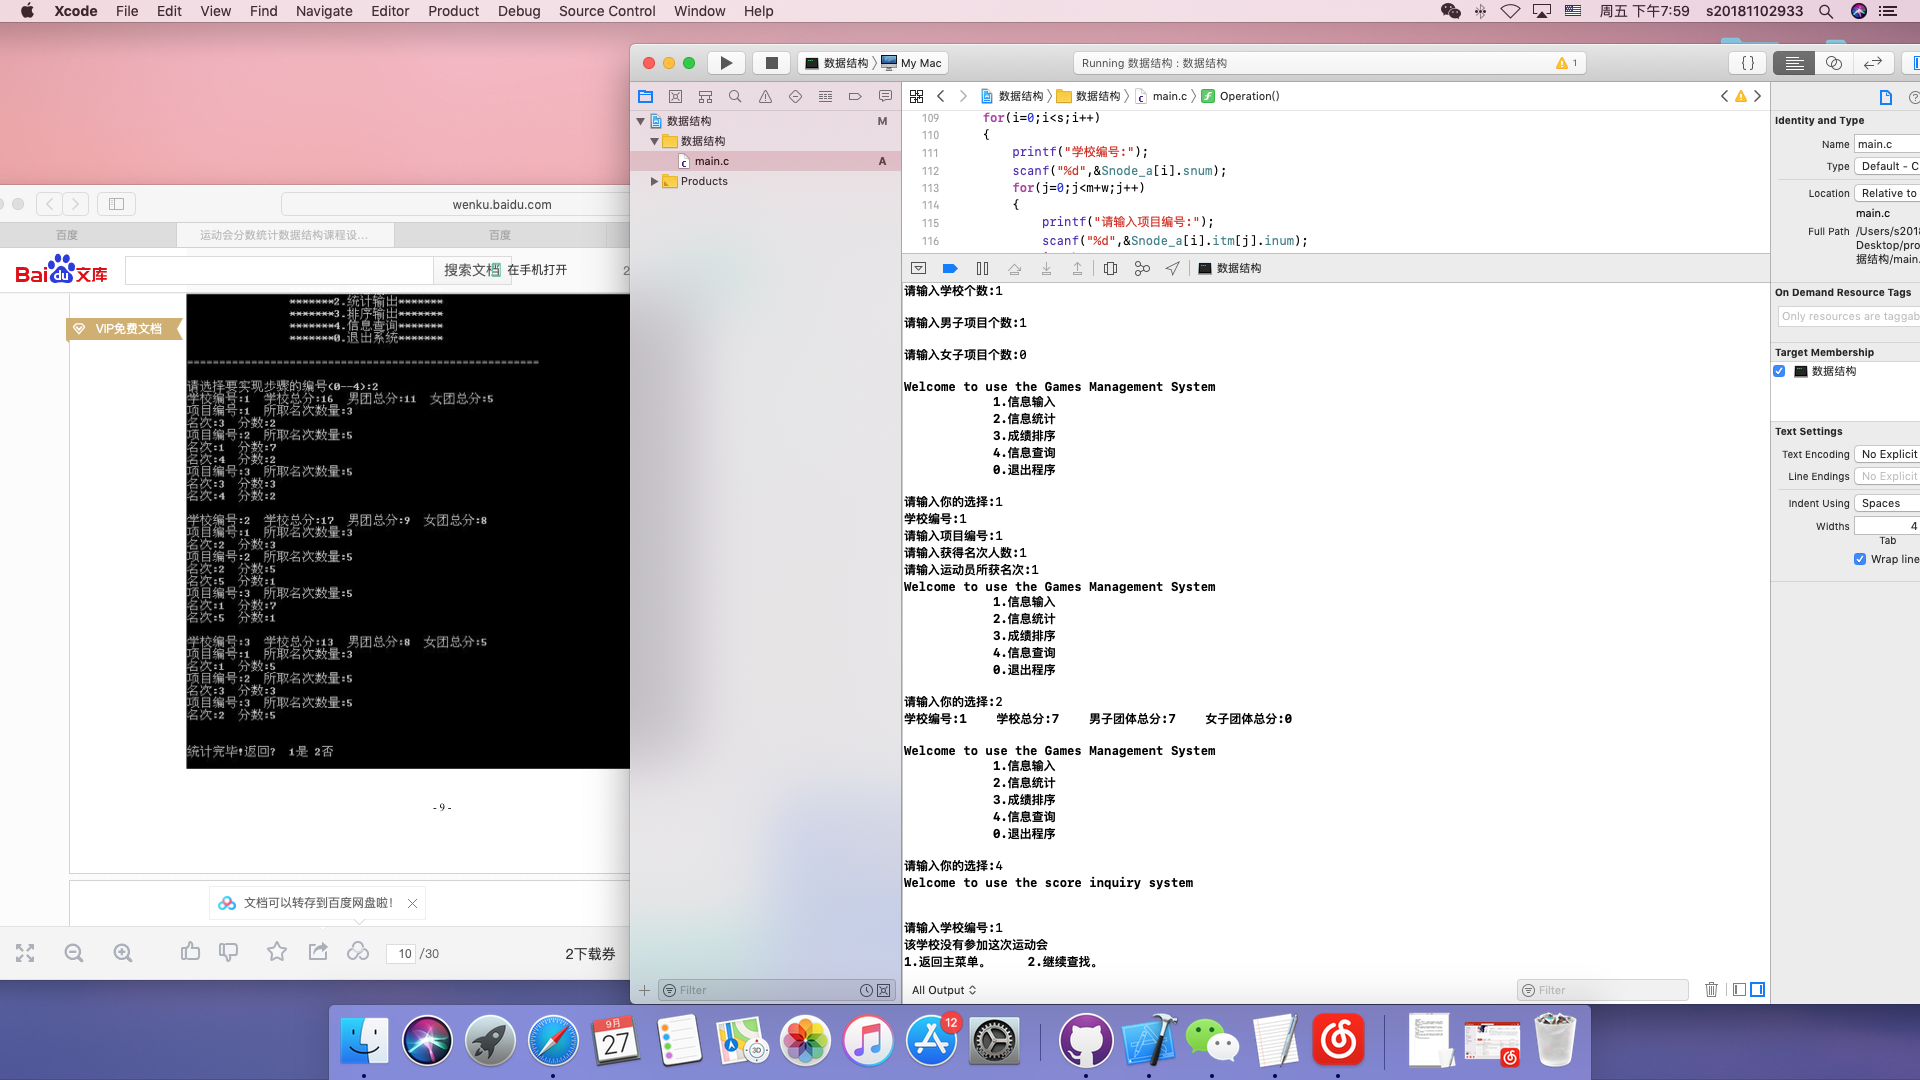 Xcode File Edit View Find Navigate Editor Product Debug Source Control Window Help
周五 下午7:59 s20181102933
wenku.baidu.com
百度
运动会分数统计数据结构课程设...
百度
Bai du 文库
搜索文档
在手机打开
2
VIP免费文档
*******2.统计输出*******
*******3.排序输出*******
*******4.信息查询*******
*******0.退出系统*******
请选择要实现步骤的编号(0--4):2
学校编号:1 学校总分:16 男团总分:11 女团总分:5
项目编号:1 所取名次数量:3
名次:3 分数:2
项目编号:2 所取名次数量:5
名次:1 分数:7
名次:4 分数:2
项目编号:3 所取名次数量:5
名次:3 分数:3
名次:4 分数:2
学校编号:2 学校总分:17 男团总分:9 女团总分:8
项目编号:1 所取名次数量:3
名次:2 分数:3
项目编号:2 所取名次数量:5
名次:2 分数:5
名次:5 分数:1
项目编号:3 所取名次数量:5
名次:1 分数:7
名次:5 分数:1
学校编号:3 学校总分:13 男团总分:8 女团总分:5
项目编号:1 所取名次数量:3
名次:1 分数:5
项目编号:2 所取名次数量:5
名次:3 分数:3
项目编号:3 所取名次数量:5
名次:2 分数:5
统计完毕!返回? 1是 2否
- 9 -
文档可以转存到百度网盘啦!
10 /30
2下载券
数据结构 〉 My Mac
Running 数据结构 : 数据结构
1
数据结构 M
数据结构
main.c A
Products
Filter
数据结构 〉 数据结构 〉 main.c 〉 Operation()
109 for(i=0;i<s;i++)
110 {
111 printf("学校编号:");
112 scanf("%d",&Snode_a[i].snum);
113 for(j=0;j<m+w;j++)
114 {
115 printf("请输入项目编号:");
116 scanf("%d",&Snode_a[i].itm[j].inum);
数据结构
请输入学校个数:1
请输入男子项目个数:1
请输入女子项目个数:0
Welcome to use the Games Management System
1.信息输入
2.信息统计
3.成绩排序
4.信息查询
0.退出程序
请输入你的选择:1
学校编号:1
请输入项目编号:1
请输入获得名次人数:1
请输入运动员所获名次:1
Welcome to use the Games Management System
1.信息输入
2.信息统计
3.成绩排序
4.信息查询
0.退出程序
请输入你的选择:2
学校编号:1 学校总分:7 男子团体总分:7 女子团体总分:0
Welcome to use the Games Management System
1.信息输入
2.信息统计
3.成绩排序
4.信息查询
0.退出程序
请输入你的选择:4
Welcome to use the score inquiry system
请输入学校编号:1
该学校没有参加这次运动会
1.返回主菜单。 2.继续查找。
All Output
Filter
Identity and Type
Name main.c
Type Default - C
Location Relative to
main.c
Full Path /Users/s2018
Desktop/pro
据结构/main.
On Demand Resource Tags
Only resources are taggab
Target Membership
数据结构
Text Settings
Text Encoding No Explicit
Line Endings No Explicit
Indent Using Spaces
Widths 4
Tab
Wrap line
9月
27
3D
12